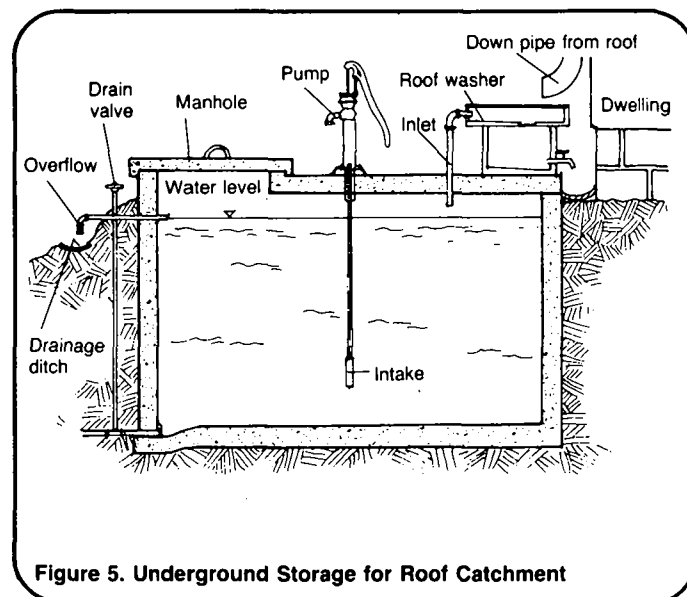 Down pipe from roof
Pump
Roof washer
Drain
valve
Manhole
Dwelling
Inlet
Overflow
Water level
Drainage
ditch
Intake
Figure 5. Underground Storage for Roof Catchment